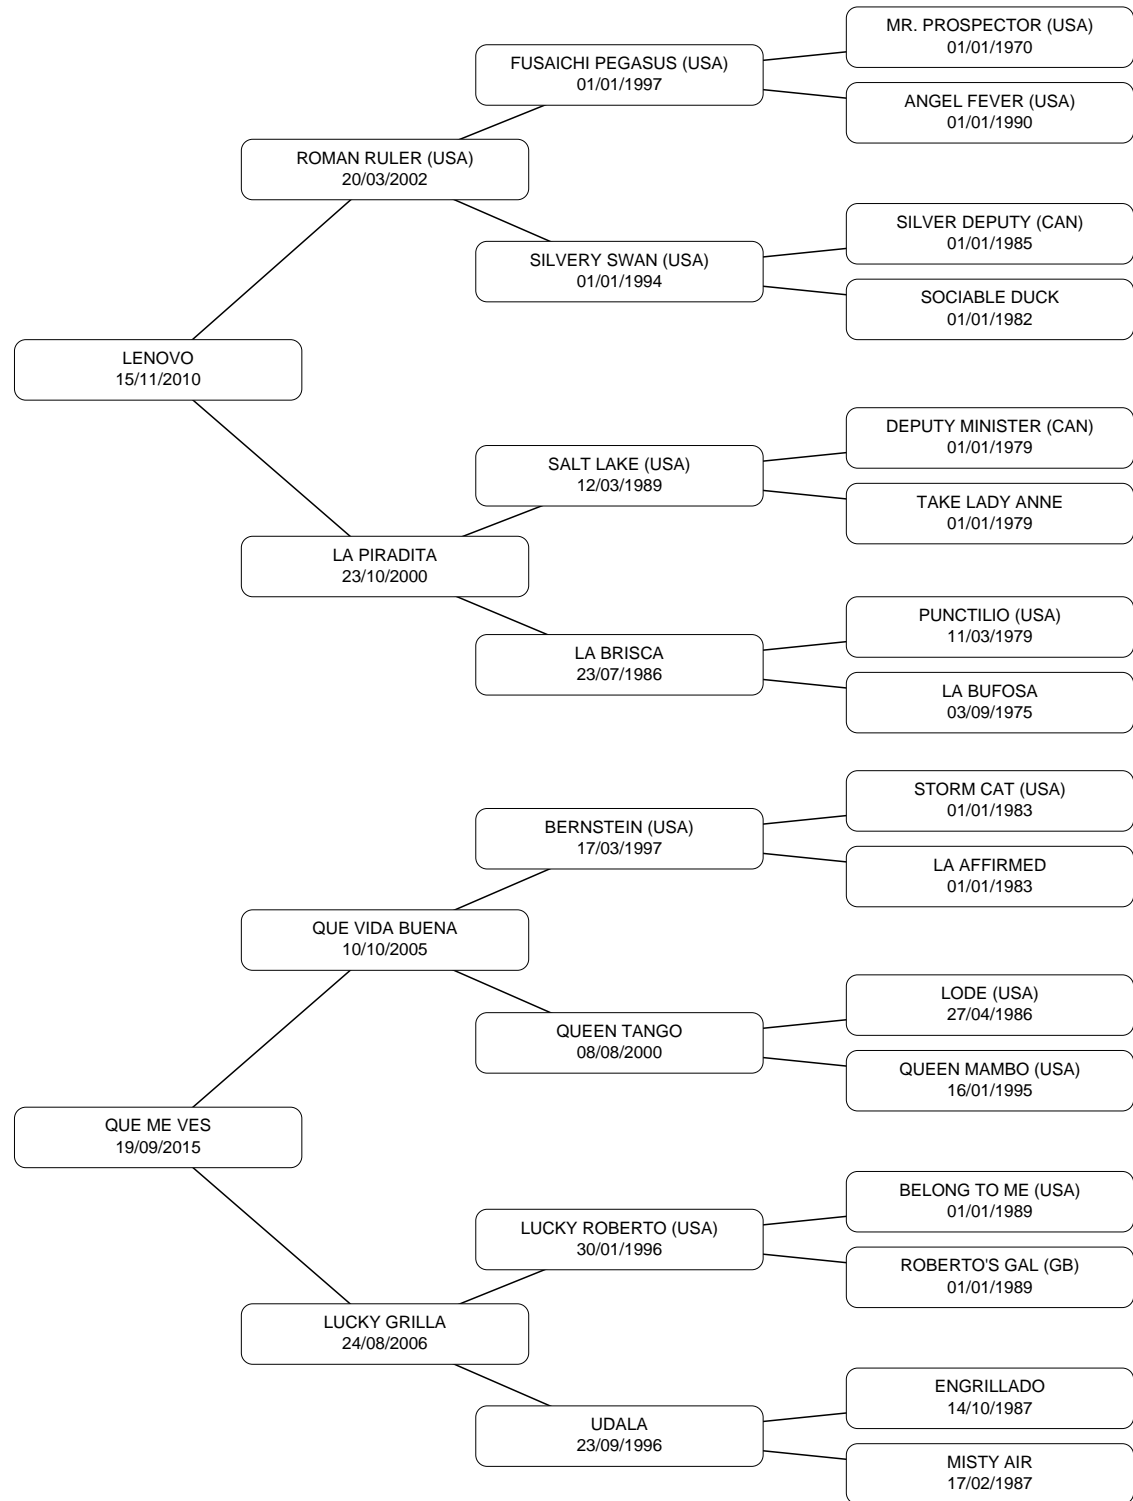 MR. PROSPECTOR (USA)
01/01/1970
FUSAICHI PEGASUS (USA)
01/01/1997
ANGEL FEVER (USA)
01/01/1990
ROMAN RULER (USA)
20/03/2002
SILVER DEPUTY (CAN)
01/01/1985
SILVERY SWAN (USA)
01/01/1994
SOCIABLE DUCK
01/01/1982
LENOVO
15/11/2010
DEPUTY MINISTER (CAN)
01/01/1979
SALT LAKE (USA)
12/03/1989
TAKE LADY ANNE
01/01/1979
LA PIRADITA
23/10/2000
PUNCTILIO (USA)
11/03/1979
LA BRISCA
23/07/1986
LA BUFOSA
03/09/1975
STORM CAT (USA)
01/01/1983
BERNSTEIN (USA)
17/03/1997
LA AFFIRMED
01/01/1983
QUE VIDA BUENA
10/10/2005
LODE (USA)
27/04/1986
QUEEN TANGO
08/08/2000
QUEEN MAMBO (USA)
16/01/1995
QUE ME VES
19/09/2015
BELONG TO ME (USA)
01/01/1989
LUCKY ROBERTO (USA)
30/01/1996
ROBERTO'S GAL (GB)
01/01/1989
LUCKY GRILLA
24/08/2006
ENGRILLADO
14/10/1987
UDALA
23/09/1996
MISTY AIR
17/02/1987